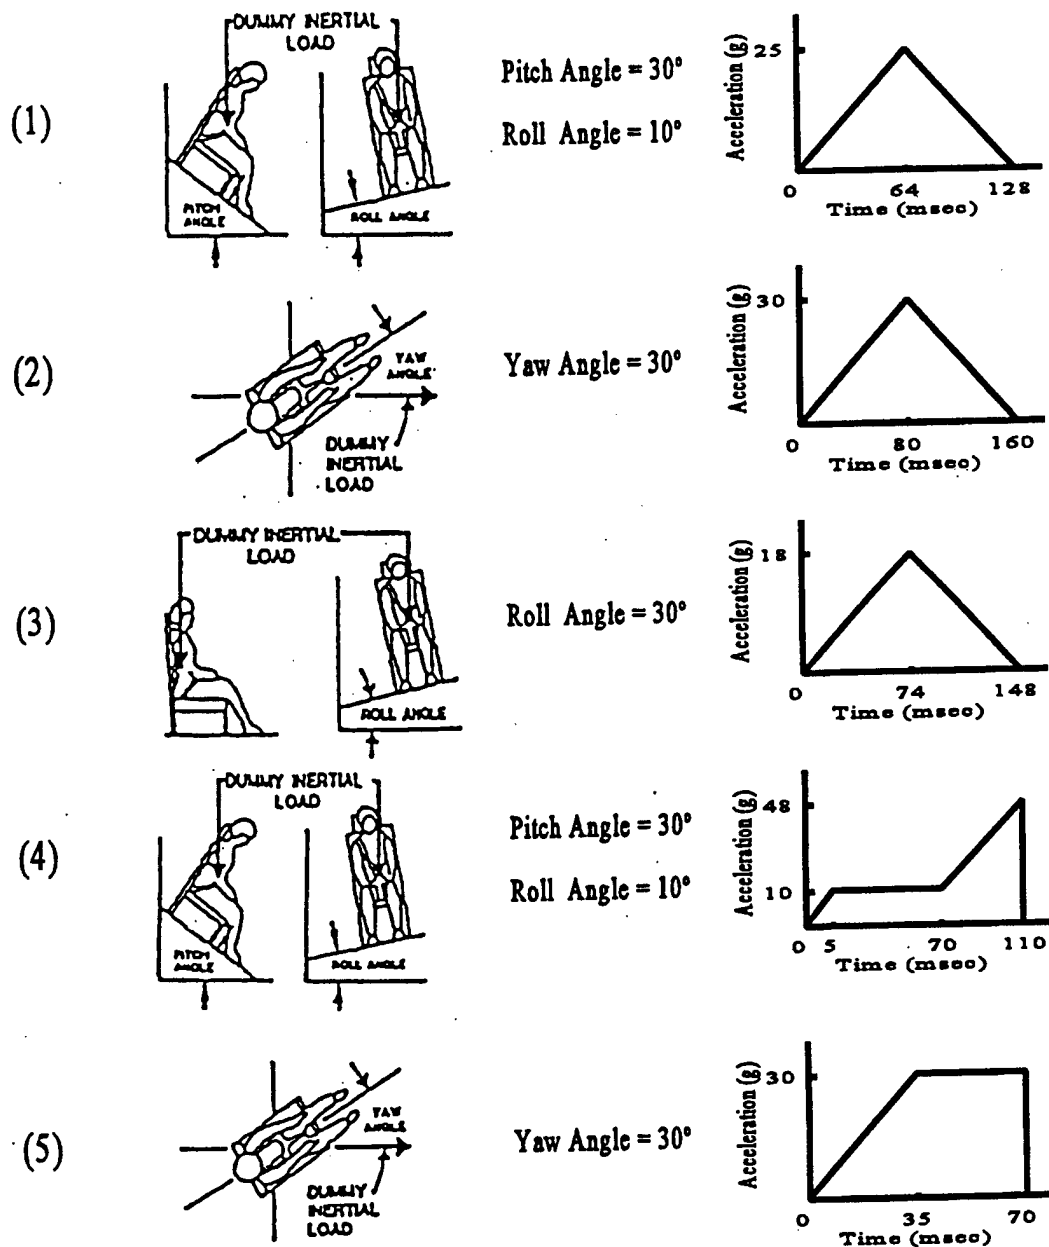 (1)
DUMMY INERTIAL
LOAD
PITCH
ANGLE
ROLL ANGLE
Pitch Angle = 30°
Roll Angle = 10°
Acceleration (g)
25
0 64 128
Time (msec)
(2)
YAW
ANGLE
DUMMY
INERTIAL
LOAD
Yaw Angle = 30°
Acceleration (g)
30
0 80 160
Time (msec)
(3)
DUMMY INERTIAL
LOAD
ROLL ANGLE
Roll Angle = 30°
Acceleration (g)
18
0 74 148
Time (msec)
(4)
DUMMY INERTIAL
LOAD
PITCH
ANGLE
ROLL ANGLE
Pitch Angle = 30°
Roll Angle = 10°
Acceleration (g)
48
10
0 5 70 110
Time (msec)
(5)
YAW
ANGLE
DUMMY
INERTIAL
LOAD
Yaw Angle = 30°
Acceleration (g)
30
0 35 70
Time (msec)